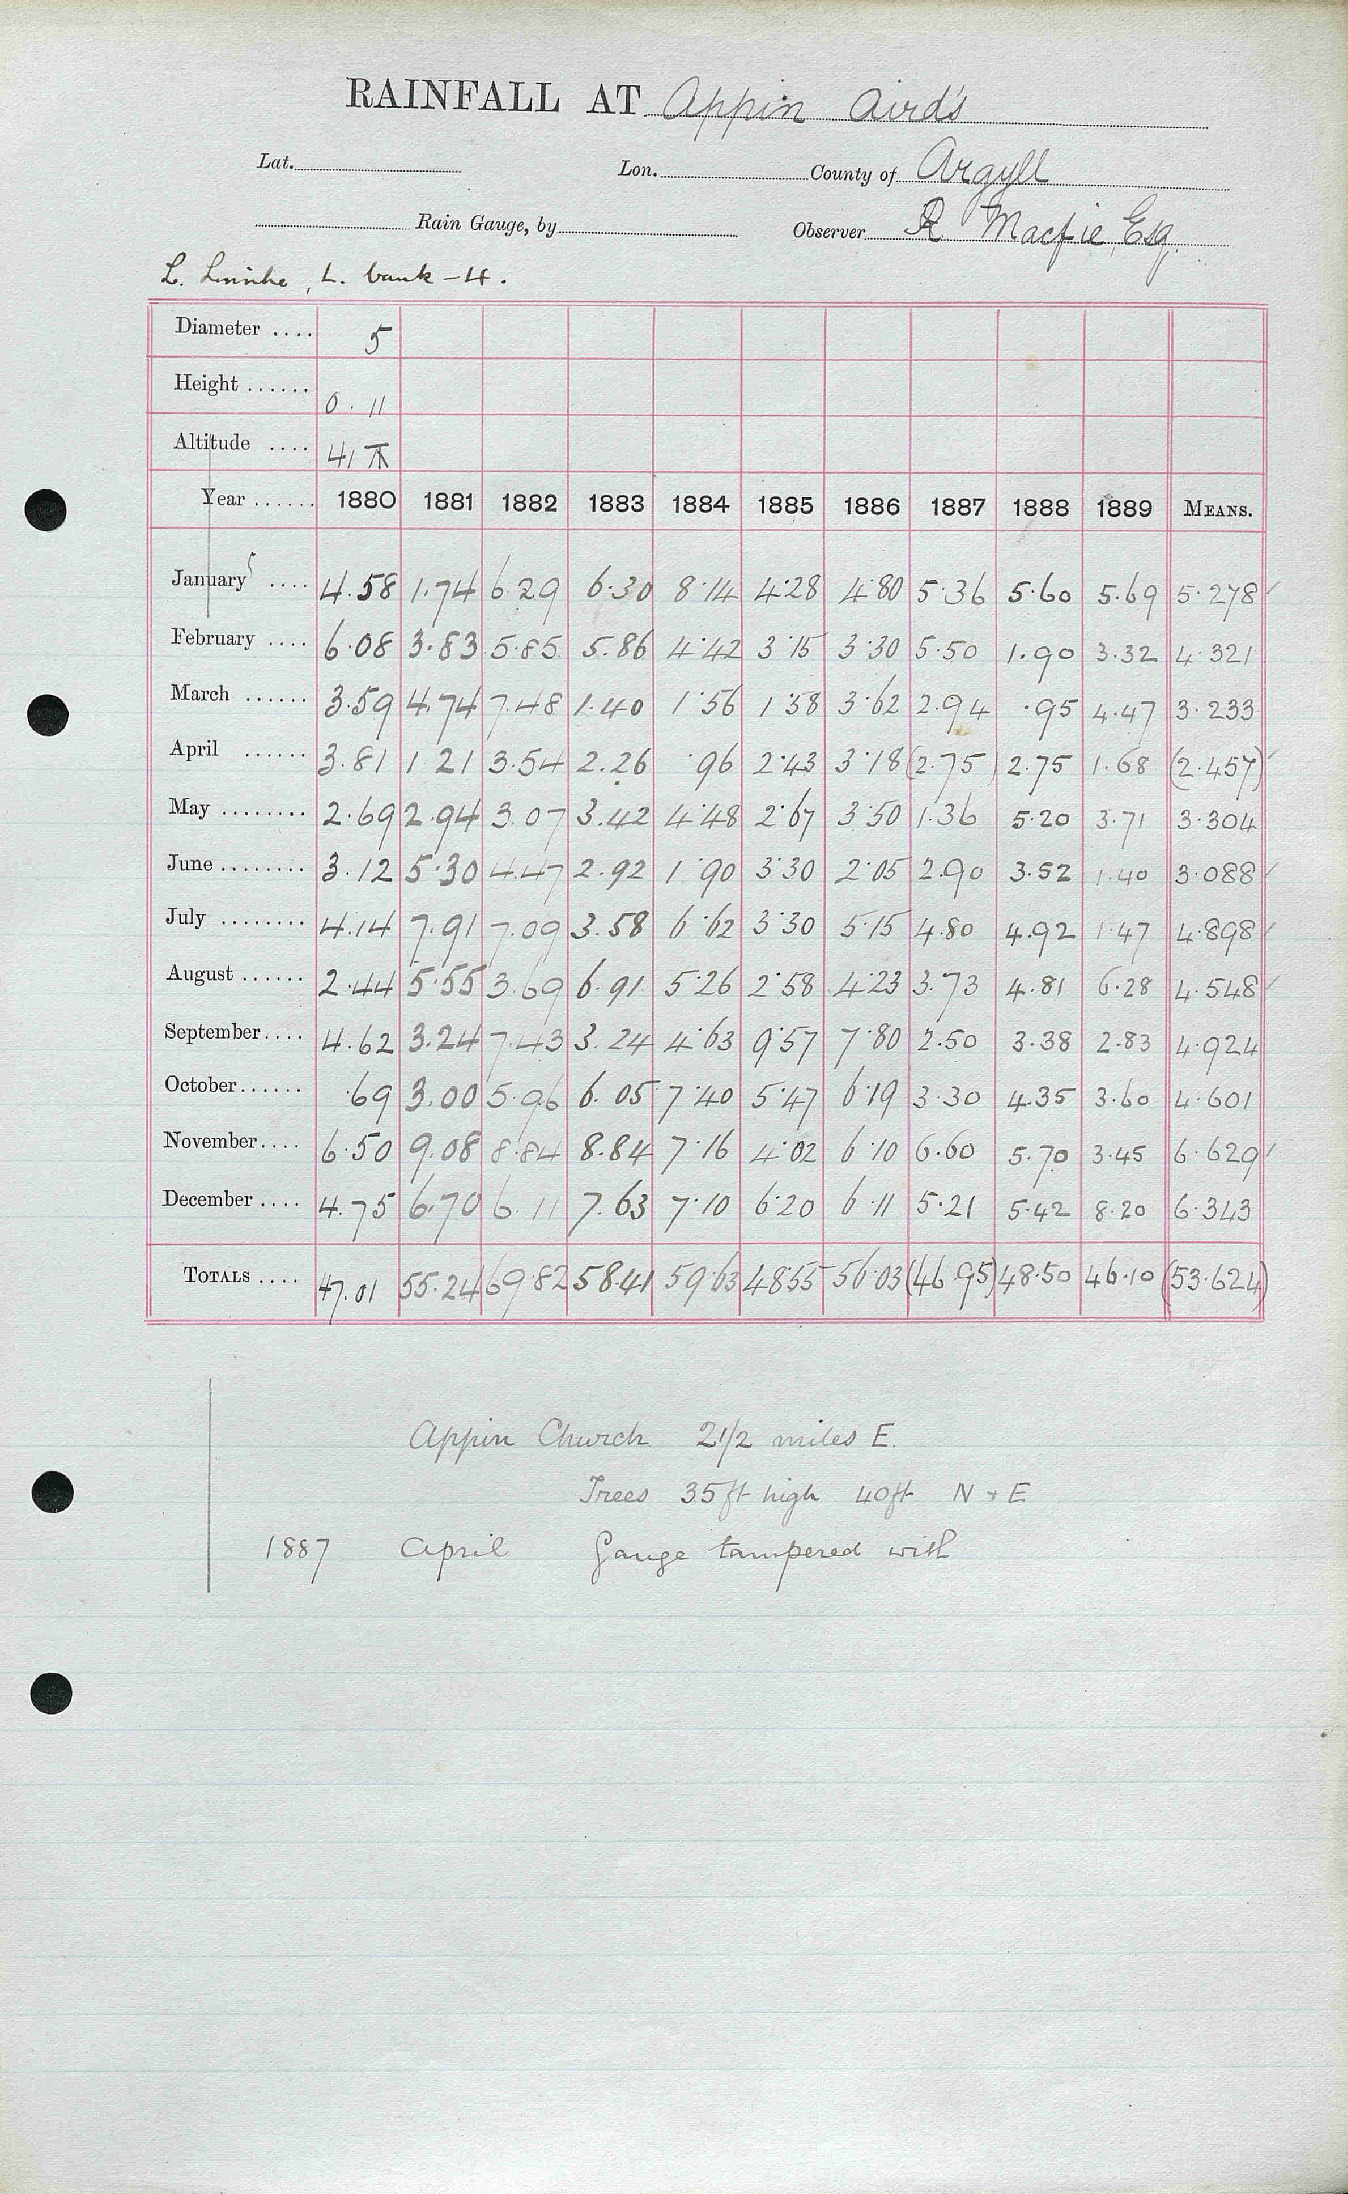 RAINFALL AT Appin Airds
Lat. Lon. County of Argyll
Rain Gauge, by Observer R Macfie Esq.
L. Linnhe, L. bank - 4.
Diameter .... 5
Height ...... 0.11
Altitude .... 41
Year ...... 1880 1881 1882 1883 1884 1885 1886 1887 1888 1889 MEANS.
January .... 4.58 1.74 6.29 6.30 8.14 4.28 4.80 5.36 5.60 5.69 5.278
February .... 6.08 3.83 5.85 5.86 4.42 3.15 3.30 5.50 1.90 3.32 4.321
March ...... 3.59 4.74 7.48 1.40 1.56 1.58 3.62 2.94 .95 4.47 3.233
April ...... 3.81 1.21 3.54 2.26 .96 2.43 3.18 (2.75) 2.75 1.68 (2.457)
May ........ 2.69 2.94 3.07 3.42 4.48 2.67 3.50 1.36 5.20 3.71 3.304
June ........ 3.12 5.30 4.47 2.92 1.90 3.30 2.05 2.90 3.52 1.40 3.088
July ........ 4.14 7.91 7.09 3.58 6.62 3.30 5.15 4.80 4.92 1.47 4.898
August ...... 2.44 5.55 3.69 6.91 5.26 2.58 4.23 3.73 4.81 6.28 4.548
September.... 4.62 3.24 7.43 3.24 4.63 9.57 7.80 2.50 3.38 2.83 4.924
October...... .69 3.00 5.96 6.05 7.40 5.47 6.19 3.30 4.35 3.60 4.601
November.... 6.50 9.08 8.84 8.84 7.16 4.02 6.10 6.60 5.70 3.45 6.629
December .... 4.75 6.70 6.11 7.63 7.10 6.20 6.11 5.21 5.42 8.20 6.343
TOTALS .... 47.01 55.24 69.82 58.41 59.63 48.55 56.03 (46.95) 48.50 46.10 (53.624)
Appin Church 2 1/2 miles E.
Trees 35ft high 40ft N + E
1887 April Gauge tampered with